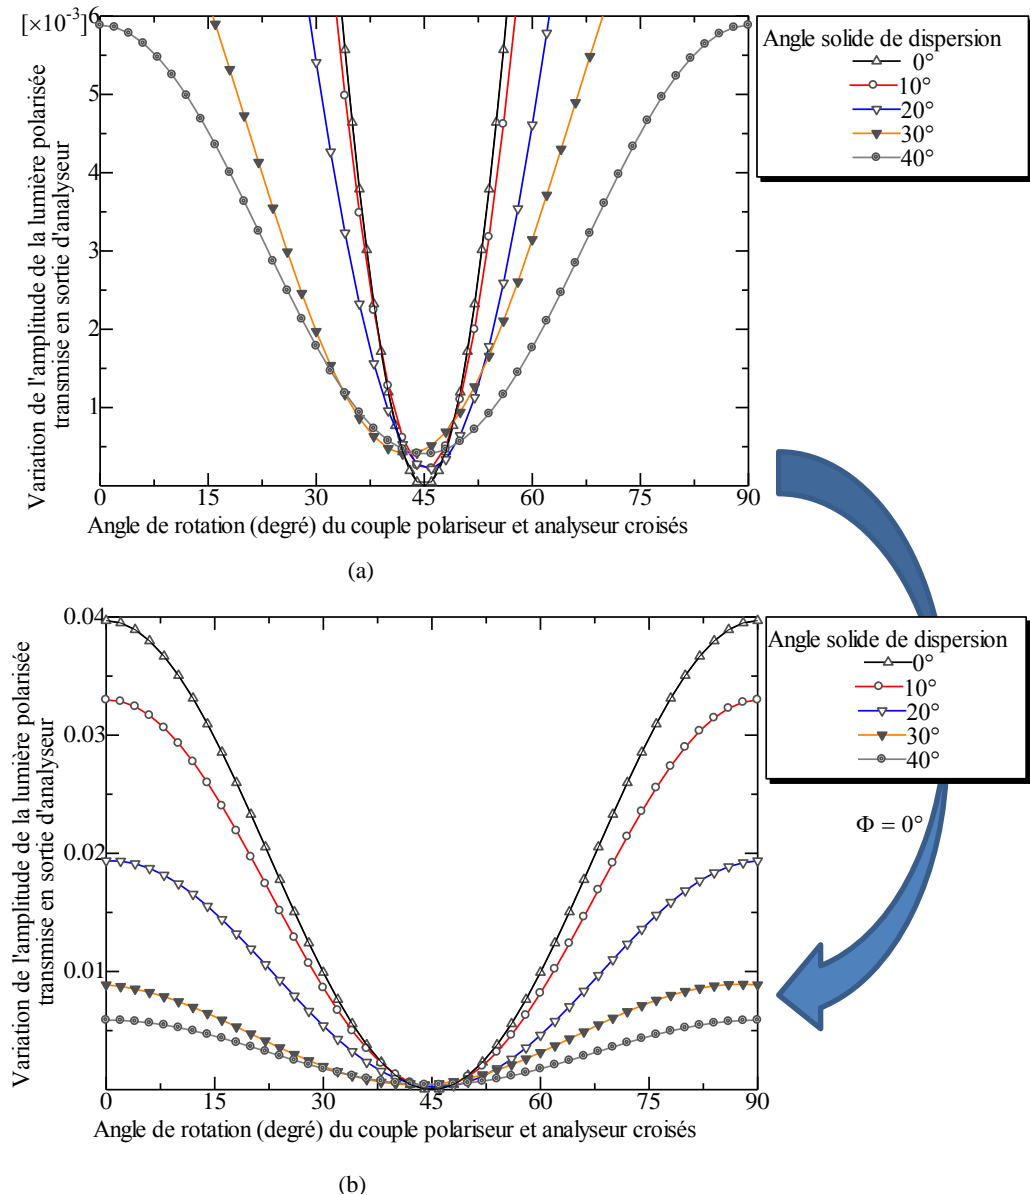 [×10⁻³]6
5
4
3
2
1
0 15 30 45 60 75 90
Variation de l'amplitude de la lumière polarisée
transmise en sortie d'analyseur
Angle de rotation (degré) du couple polariseur et analyseur croisés
Angle solide de dispersion
0°
10°
20°
30°
40°
(a)
0.04
0.03
0.02
0.01
0 15 30 45 60 75 90
Variation de l'amplitude de la lumière polarisée
transmise en sortie d'analyseur
Angle de rotation (degré) du couple polariseur et analyseur croisés
Angle solide de dispersion
0°
10°
20°
30°
40°
Φ = 0°
(b)